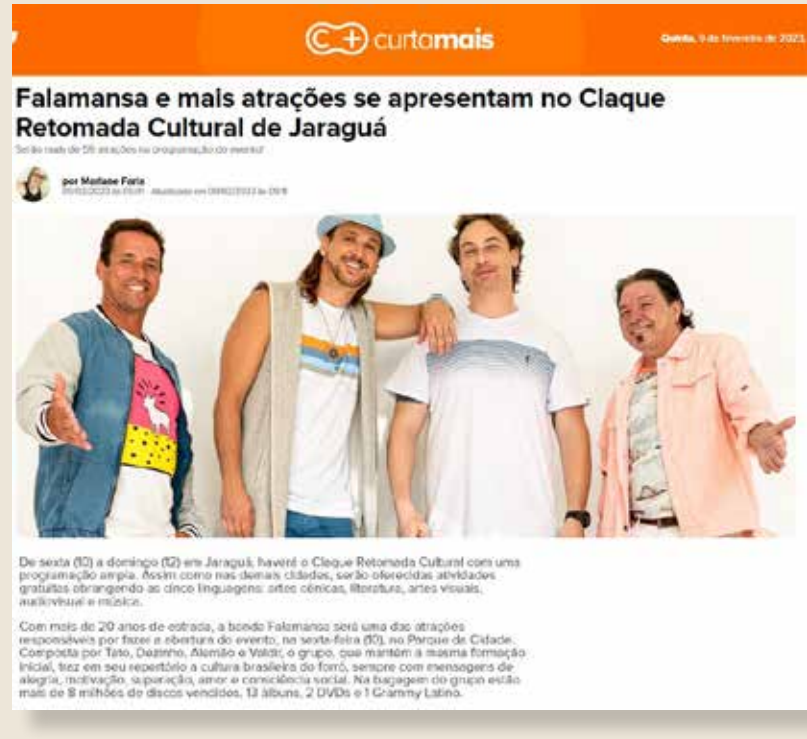 C+ curtamais
Quinta, 9 de fevereiro de 2023
Falamansa e mais atrações se apresentam no Claque
Retomada Cultural de Jaraguá
Serão mais de 55 atrações na programação do evento!
por Marlane Faria
Atualizado em
De sexta (10) a domingo (12) em Jaraguá, haverá o Claque Retomada Cultural com uma
programação ampla. Assim como nas demais cidades, serão oferecidas atividades
gratuitas abrangendo as cinco linguagens: artes cênicas, literatura, artes visuais,
audiovisual e música.
Com mais de 20 anos de estrada, a banda Falamansa será uma das atrações
responsáveis por fazer a abertura do evento, na sexta-feira (10), no Parque da Cidade.
Composta por Tato, Dezinho, Alemão e Valdir, o grupo, que mantém a mesma formação
inicial, traz em seu repertório a cultura brasileira do forró, sempre com mensagens de
alegria, motivação, superação, amor e consciência social. Na bagagem do grupo estão
mais de 8 milhões de discos vendidos, 13 álbuns, 2 DVDs e 1 Grammy Latino.